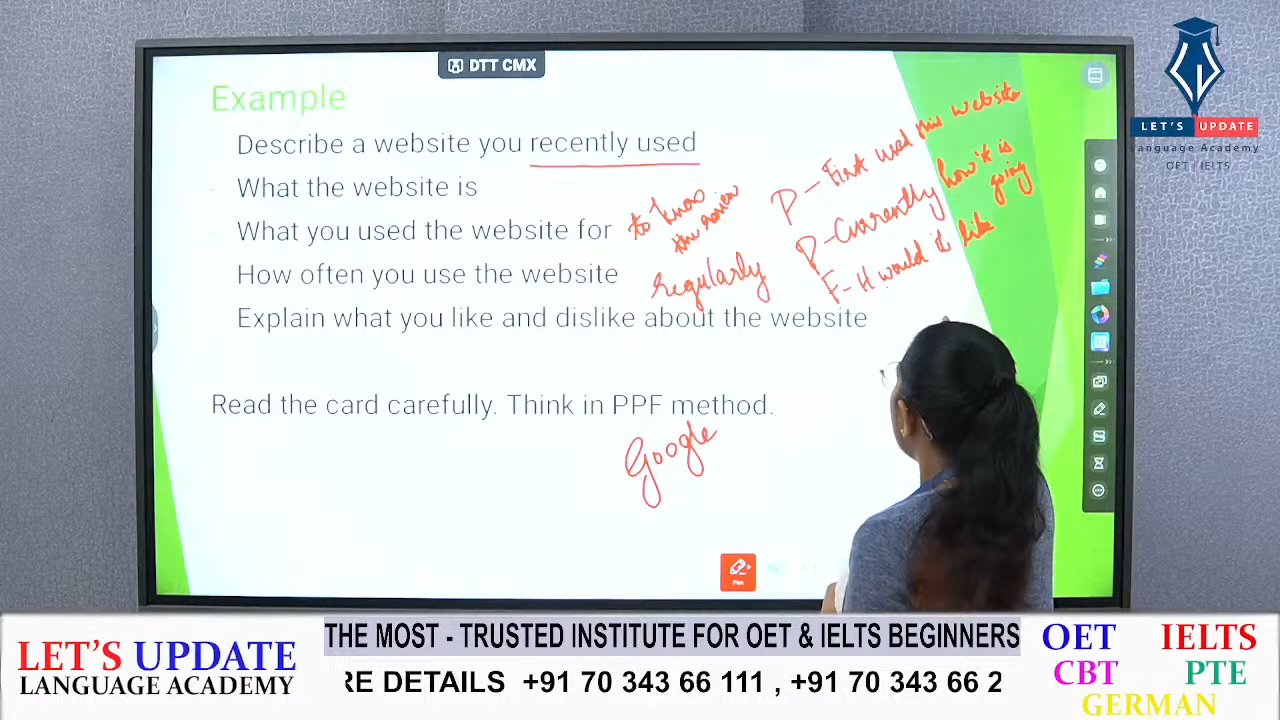 DTT CMX
Example
Describe a website you recently used
What the website is
What you used the website for
How often you use the website
Explain what you like and dislike about the website
Read the card carefully. Think in PPF method.
to know
the review
regularly
P - First used this website
P - Currently how it is
going
F - H would it like
Google
Pen
LET'S UPDATE
Language Academy
OET | IELTS
LET'S UPDATE
LANGUAGE ACADEMY
THE MOST - TRUSTED INSTITUTE FOR OET & IELTS BEGINNERS
RE DETAILS +91 70 343 66 111 , +91 70 343 66 2
OET IELTS
CBT PTE
GERMAN